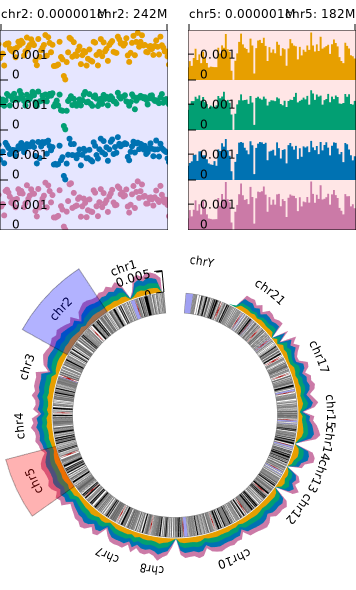 chr2: 0.000001M
chr2: 242M
chr5: 0.000001M
chr5: 182M
0.001
0
0.001
0
0.001
0
0.001
0
0.001
0
0.001
0
0.001
0
0.001
0
chr1
0.005
0
chrY
chr2
chr21
chr3
chr17
chr4
chr15
chr14
chr5
chr13
chr12
chr7
chr8
chr10